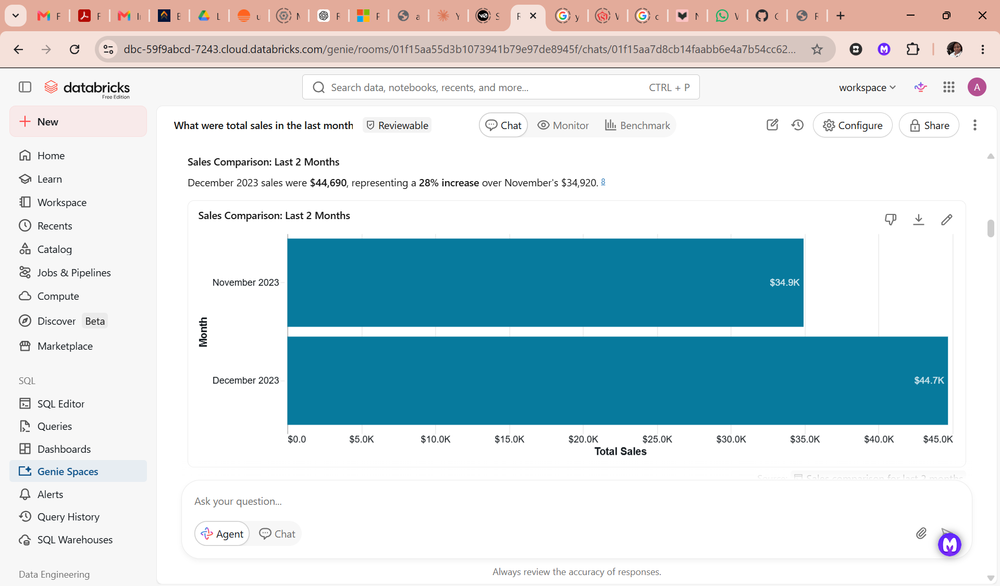 F
F
I
E
L
u
M
R
F
a
Y
S
F
y
V
c
N
V
C
F
dbc-59f9abcd-7243.cloud.databricks.com/genie/rooms/01f15aa55d3b1073941b79e97de8945f/chats/01f15aa7d8cb14faabb6e4a7b54cc62...
databricks
Free Edition
Search data, notebooks, recents, and more...
CTRL + P
workspace
A
New
Home
Learn
Workspace
Recents
Catalog
Jobs & Pipelines
Compute
Discover Beta
Marketplace
SQL
SQL Editor
Queries
Dashboards
Genie Spaces
Alerts
Query History
SQL Warehouses
Data Engineering
What were total sales in the last month
Reviewable
Chat
Monitor
Benchmark
Configure
Share
Sales Comparison: Last 2 Months
December 2023 sales were $44,690, representing a 28% increase over November's $34,920. 8
Sales Comparison: Last 2 Months
Month
November 2023
$34.9K
December 2023
$44.7K
$0.0 $5.0K $10.0K $15.0K $20.0K $25.0K $30.0K $35.0K $40.0K $45.0K
Total Sales
Source: Sales comparison for last 2 months
Ask your question...
Agent
Chat
Always review the accuracy of responses.